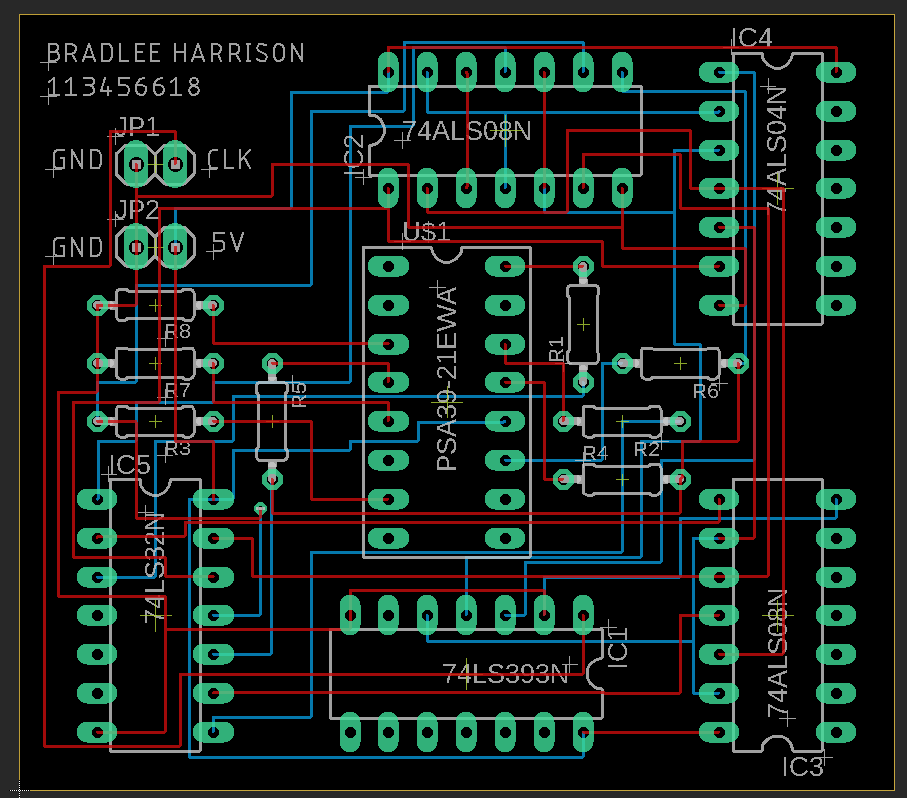 BRADLEE HARRISON
113456618
IC4
JP1
GND
CLK
IC2
74ALS08N
74ALS04N
JP2
GND
5V
U$1
R8
R1
PSA39-21EWA
R7
R5
R6
R3
R4
R2
IC5
74LS32N
74LS393N
IC1
74ALS08N
IC3